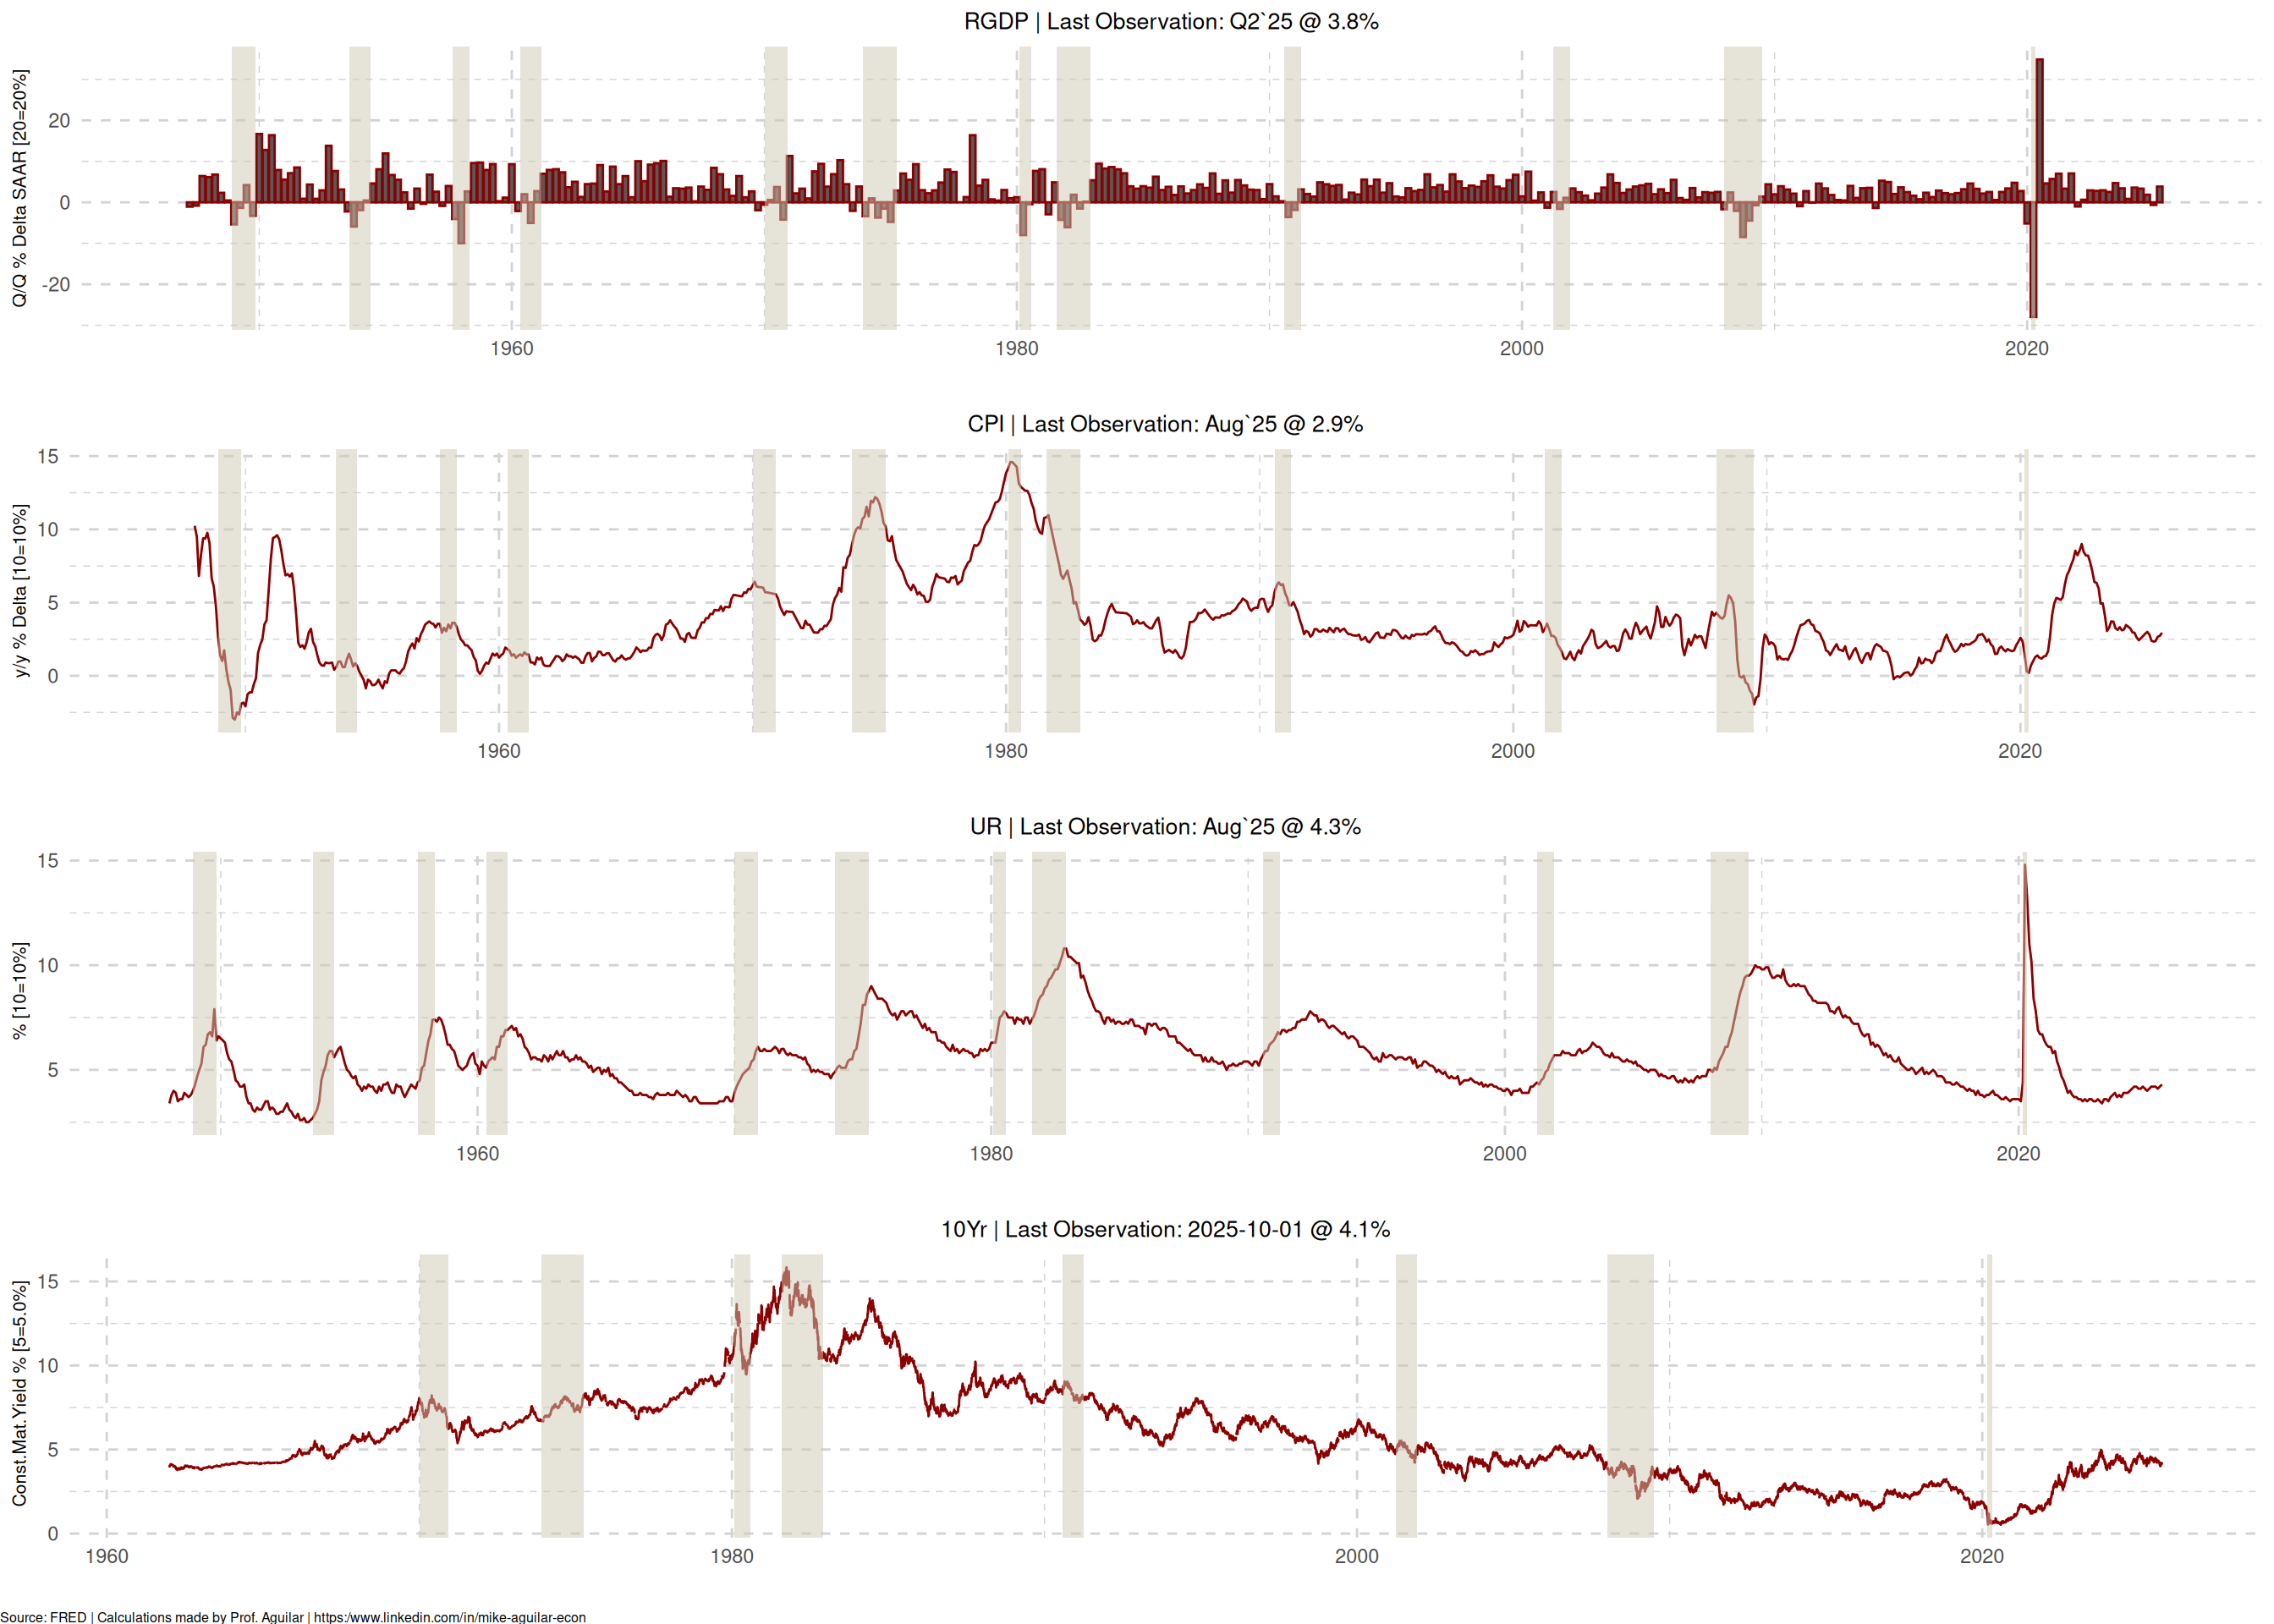 RGDP | Last Observation: Q2`25 @ 3.8%
Q/Q % Delta SAAR [20=20%]
20
0
-20
1960 1980 2000 2020
CPI | Last Observation: Aug`25 @ 2.9%
y/y % Delta [10=10%]
15
10
5
0
1960 1980 2000 2020
UR | Last Observation: Aug`25 @ 4.3%
% [10=10%]
15
10
5
1960 1980 2000 2020
10Yr | Last Observation: 2025-10-01 @ 4.1%
Const.Mat.Yield % [5=5.0%]
15
10
5
0
1960 1980 2000 2020
Source: FRED | Calculations made by Prof. Aguilar | https:/www.linkedin.com/in/mike-aguilar-econ